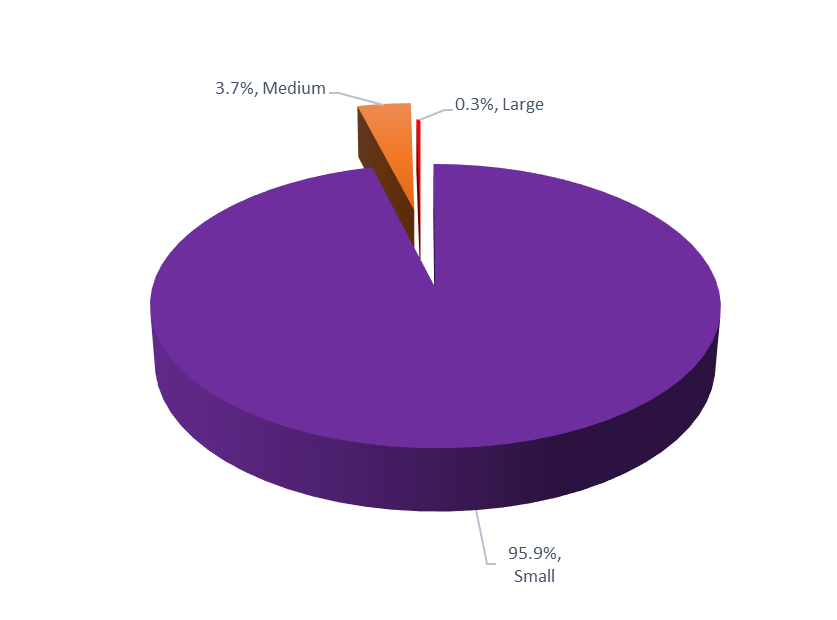 3.7%, Medium
0.3%, Large
95.9%,
Small